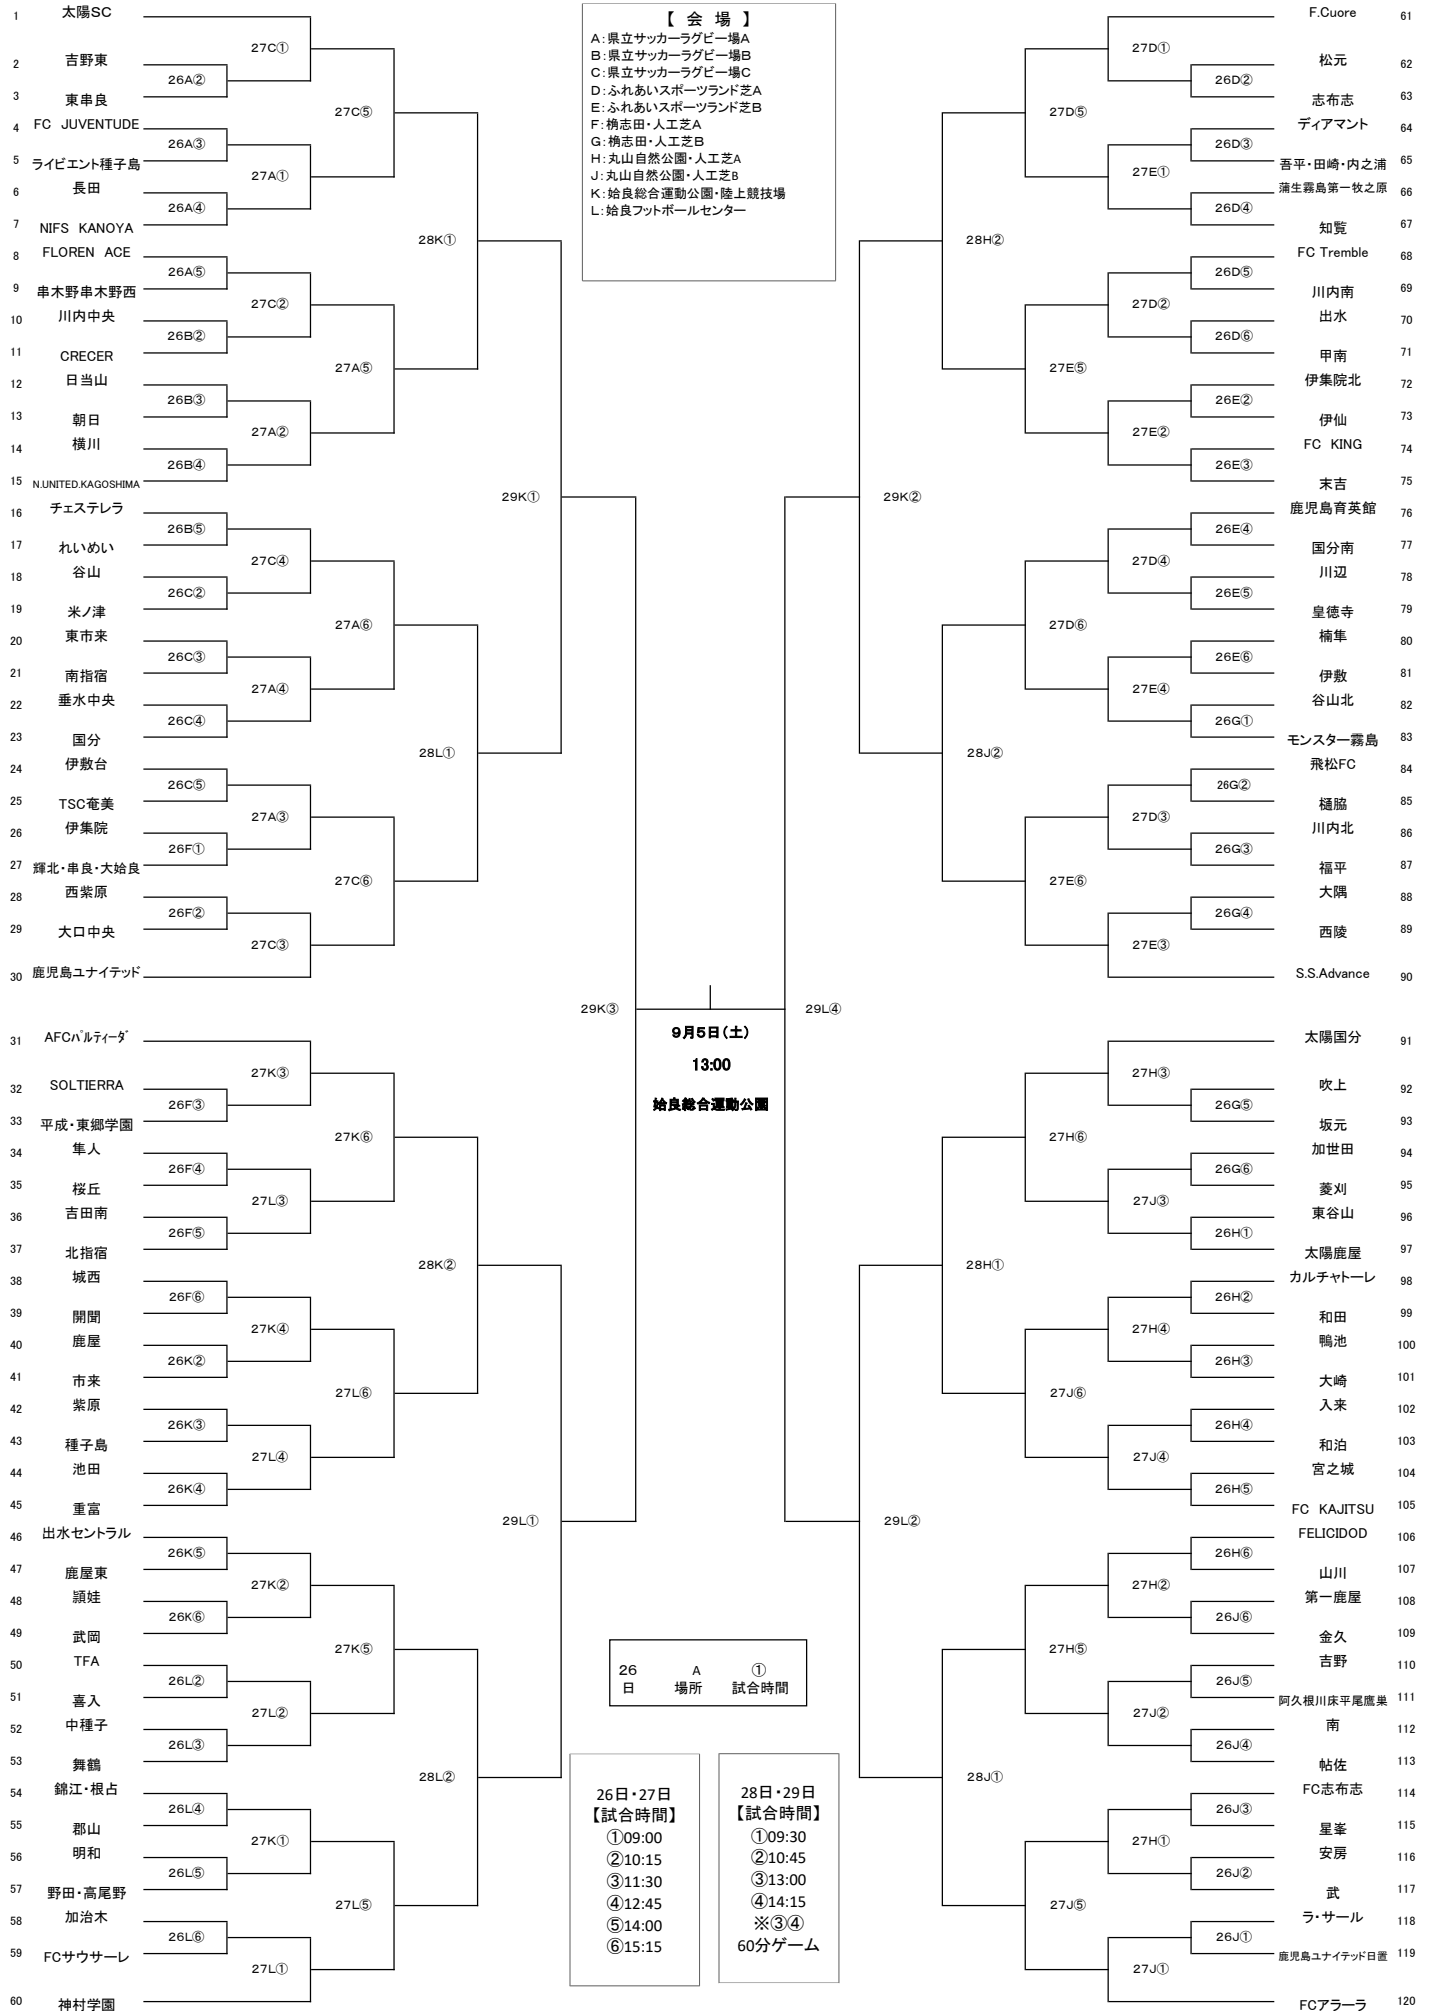 【 会 場 】
A:県立サッカーラグビー場A
B:県立サッカーラグビー場B
C:県立サッカーラグビー場C
D:ふれあいスポーツランド芝A
E:ふれあいスポーツランド芝B
F:桷志田・人工芝A
G:桷志田・人工芝B
H:丸山自然公園・人工芝A
J:丸山自然公園・人工芝B
K:姶良総合運動公園・陸上競技場
L:姶良フットボールセンター
1 太陽SC
2 吉野東
3 東串良
4 FC JUVENTUDE
5 ライビエント種子島
6 長田
7 NIFS KANOYA
8 FLOREN ACE
9 串木野串木野西
10 川内中央
11 CRECER
12 日当山
13 朝日
14 横川
15 N.UNITED.KAGOSHIMA
16 チェステレラ
17 れいめい
18 谷山
19 米ノ津
20 東市来
21 南指宿
22 垂水中央
23 国分
24 伊敷台
25 TSC奄美
26 伊集院
27 輝北・串良・大姶良
28 西紫原
29 大口中央
30 鹿児島ユナイテッド
31 AFCパルティーダ
32 SOLTIERRA
33 平成・東郷学園
34 隼人
35 桜丘
36 吉田南
37 北指宿
38 城西
39 開聞
40 鹿屋
41 市来
42 紫原
43 種子島
44 池田
45 重富
46 出水セントラル
47 鹿屋東
48 頴娃
49 武岡
50 TFA
51 喜入
52 中種子
53 舞鶴
54 錦江・根占
55 郡山
56 明和
57 野田・高尾野
58 加治木
59 FCサウサーレ
60 神村学園
26A②
26A③
26A④
26A⑤
26B②
26B③
26B④
26B⑤
26C②
26C③
26C④
26C⑤
26F①
26F②
26F③
26F④
26F⑤
26F⑥
26K②
26K③
26K④
26K⑤
26K⑥
26L②
26L③
26L④
26L⑤
26L⑥
27C①
27A①
27C②
27A②
27C④
27A④
27A③
27C③
27K③
27L③
27K④
27L④
27K②
27L②
27K①
27L①
27C⑤
27A⑤
27A⑥
27C⑥
27K⑥
27L⑥
27K⑤
27L⑤
28K①
28L①
28K②
28L②
29K①
29L①
29K③
9月5日(土)
13:00
姶良総合運動公園
29L④
29K②
29L②
28H②
28J②
28H①
28J①
27D⑤
27E⑤
27D⑥
27E⑥
27H⑥
27J⑥
27H⑤
27J⑤
27D①
27E①
27D②
27E②
27D④
27E④
27D③
27E③
27H③
27J③
27H④
27J④
27H②
27J②
27H①
27J①
26D②
26D③
26D④
26D⑤
26D⑥
26E②
26E③
26E④
26E⑤
26E⑥
26G①
26G②
26G③
26G④
26G⑤
26G⑥
26H①
26H②
26H③
26H④
26H⑤
26H⑥
26J⑥
26J⑤
26J④
26J③
26J②
26J①
F.Cuore 61
松元 62
志布志 63
ディアマント 64
吾平・田崎・内之浦 65
蒲生霧島第一牧之原 66
知覧 67
FC Tremble 68
川内南 69
出水 70
甲南 71
伊集院北 72
伊仙 73
FC KING 74
末吉 75
鹿児島育英館 76
国分南 77
川辺 78
皇徳寺 79
楠隼 80
伊敷 81
谷山北 82
モンスター霧島 83
飛松FC 84
樋脇 85
川内北 86
福平 87
大隅 88
西陵 89
S.S.Advance 90
太陽国分 91
吹上 92
坂元 93
加世田 94
菱刈 95
東谷山 96
太陽鹿屋 97
カルチャトーレ 98
和田 99
鴨池 100
大崎 101
入来 102
和泊 103
宮之城 104
FC KAJITSU 105
FELICIDOD 106
山川 107
第一鹿屋 108
金久 109
吉野 110
阿久根川床平尾鷹巣 111
南 112
帖佐 113
FC志布志 114
星峯 115
安房 116
武 117
ラ・サール 118
鹿児島ユナイテッド日置 119
FCアラーラ 120
26 A ①
日 場所 試合時間
26日・27日
【試合時間】
①09:00
②10:15
③11:30
④12:45
⑤14:00
⑥15:15
28日・29日
【試合時間】
①09:30
②10:45
③13:00
④14:15
※③④
60分ゲーム